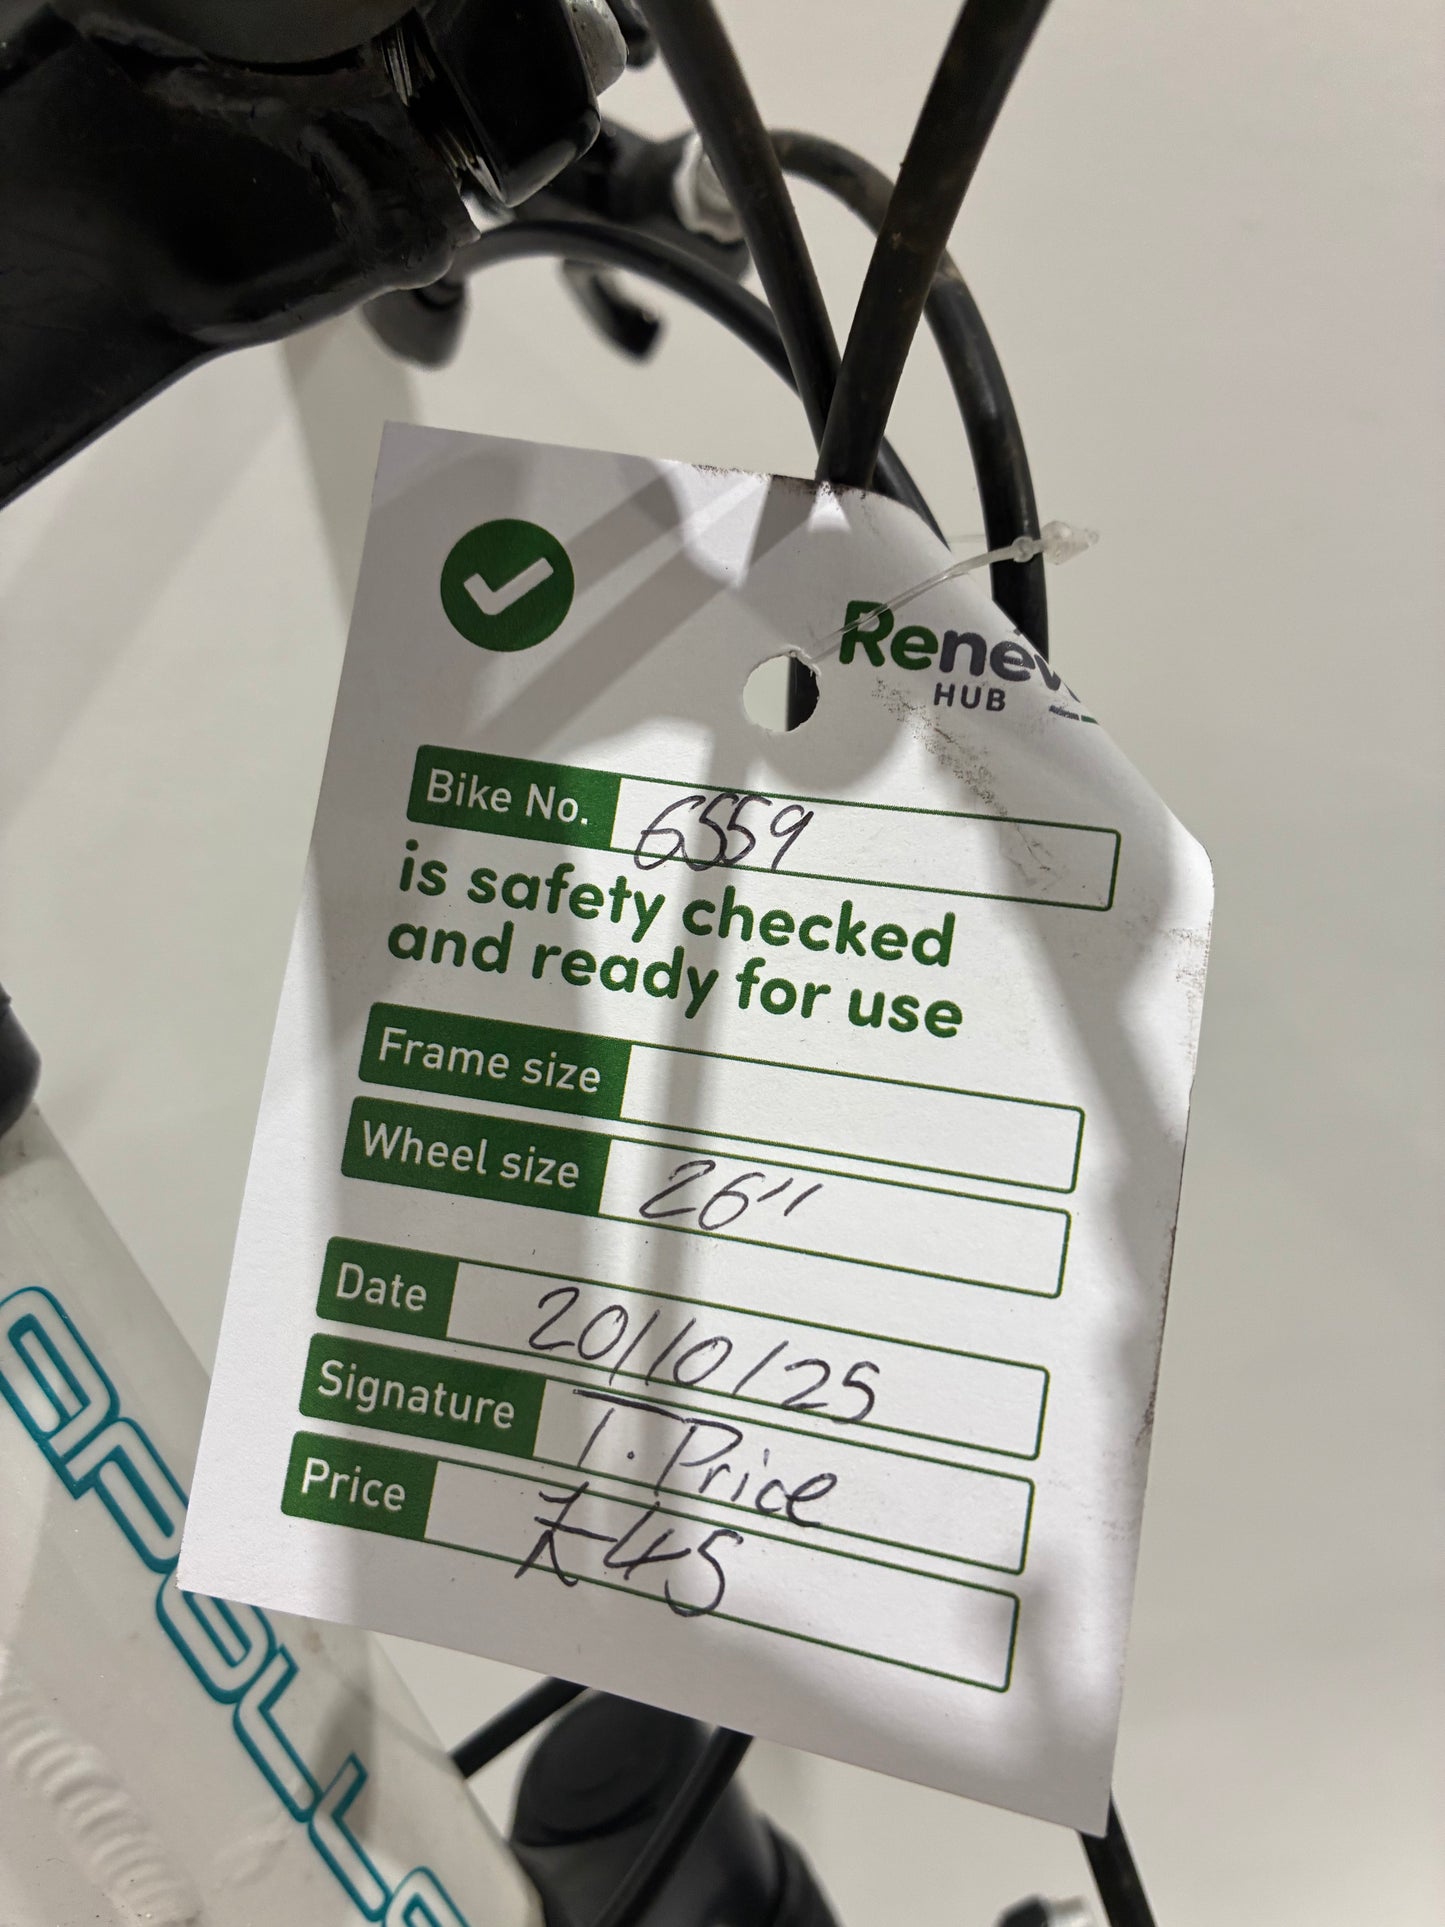 Renew
HUB
Bike No. 6559
is safety checked
and ready for use
Frame size
Wheel size 26"
Date 20/10/25
Signature T. Price
Price £45
APOLLO